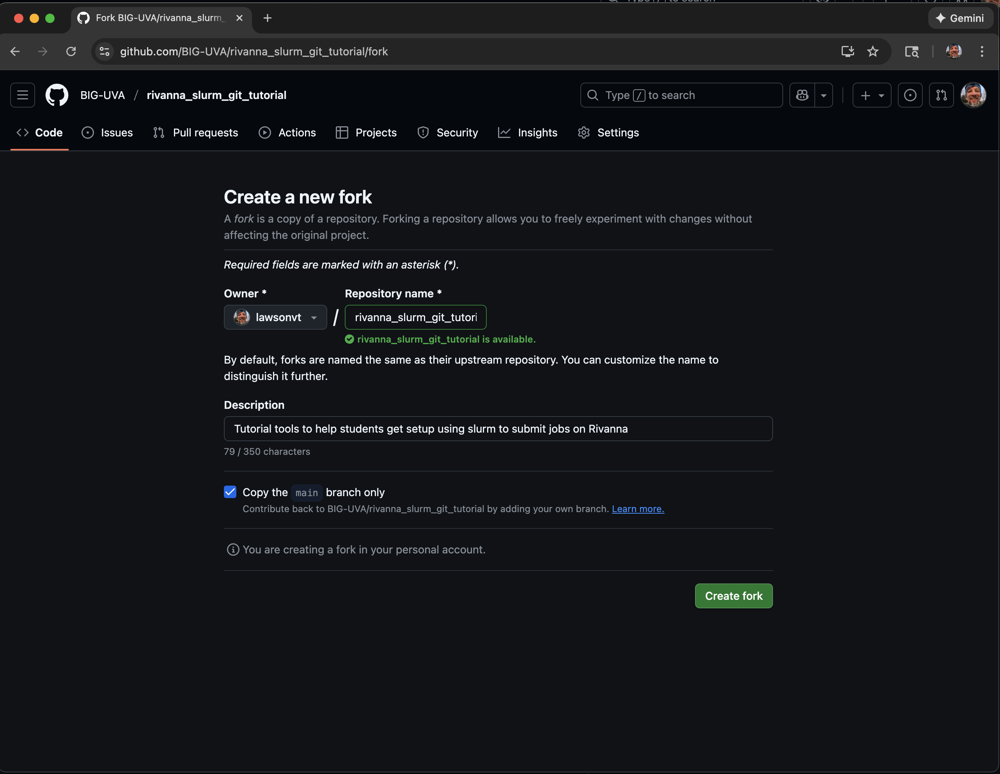 Fork BIG-UVA/rivanna_slurm_
Gemini
github.com/BIG-UVA/rivanna_slurm_git_tutorial/fork
BIG-UVA / rivanna_slurm_git_tutorial
Type / to search
Code
Issues
Pull requests
Actions
Projects
Security
Insights
Settings
Create a new fork
A fork is a copy of a repository. Forking a repository allows you to freely experiment with changes without
affecting the original project.
Required fields are marked with an asterisk (*).
Owner *
Repository name *
lawsonvt
/
rivanna_slurm_git_tutori
rivanna_slurm_git_tutorial is available.
By default, forks are named the same as their upstream repository. You can customize the name to
distinguish it further.
Description
Tutorial tools to help students get setup using slurm to submit jobs on Rivanna
79 / 350 characters
Copy the main branch only
Contribute back to BIG-UVA/rivanna_slurm_git_tutorial by adding your own branch. Learn more.
You are creating a fork in your personal account.
Create fork